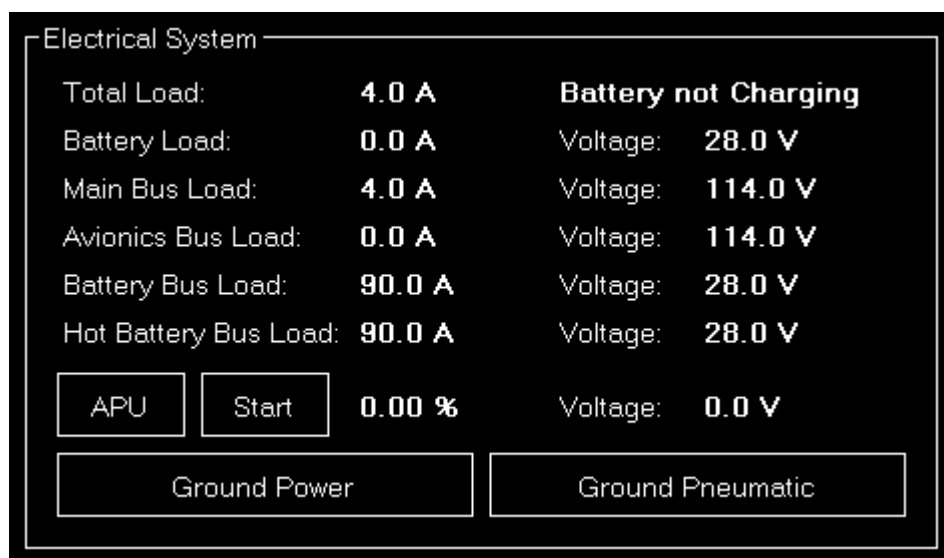 Electrical System
Total Load: 4.0 A Battery not Charging
Battery Load: 0.0 A Voltage: 28.0 V
Main Bus Load: 4.0 A Voltage: 114.0 V
Avionics Bus Load: 0.0 A Voltage: 114.0 V
Battery Bus Load: 90.0 A Voltage: 28.0 V
Hot Battery Bus Load: 90.0 A Voltage: 28.0 V
APU Start 0.00 % Voltage: 0.0 V
Ground Power Ground Pneumatic